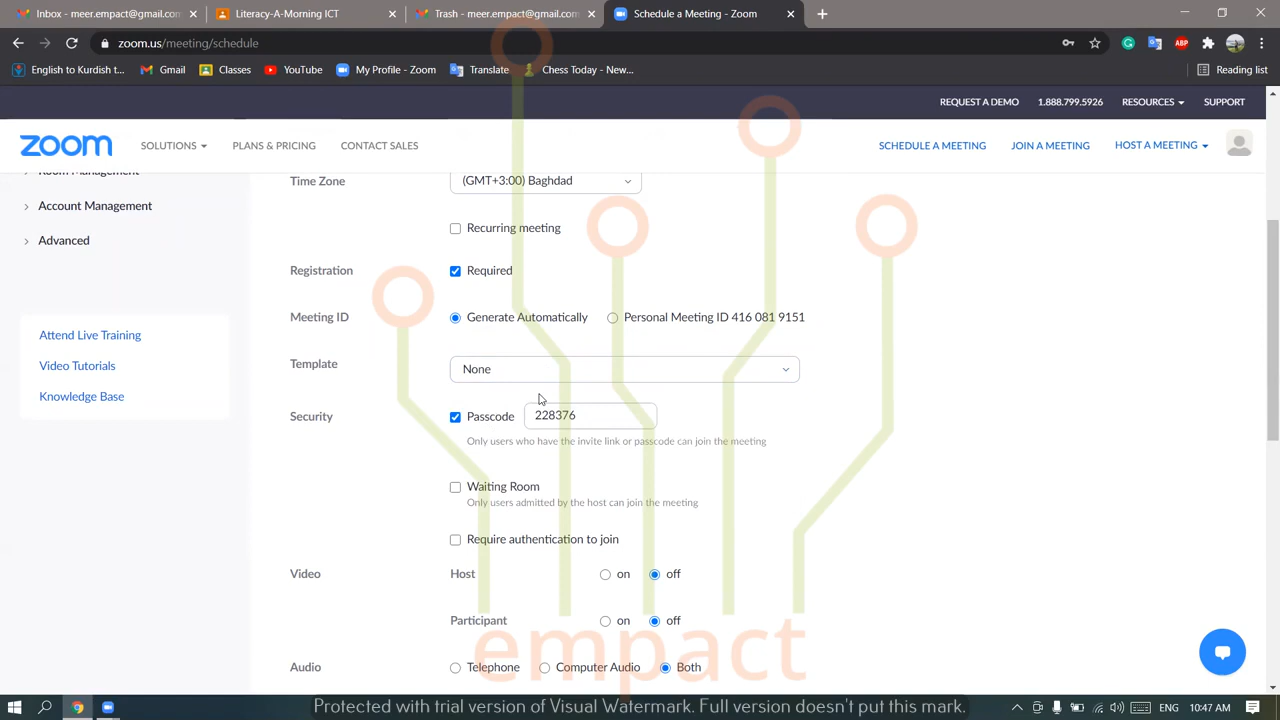 Inbox - meer.empact@gmail.com
Literacy-A-Morning ICT
Trash - meer.empact@gmail.com
Schedule a Meeting - Zoom
zoom.us/meeting/schedule
English to Kurdish t...
Gmail
Classes
YouTube
My Profile - Zoom
Translate
Chess Today - New...
Reading list
REQUEST A DEMO 1.888.799.5926 RESOURCES SUPPORT
zoom SOLUTIONS PLANS & PRICING CONTACT SALES SCHEDULE A MEETING JOIN A MEETING HOST A MEETING
Room Management
Account Management
Advanced
Attend Live Training
Video Tutorials
Knowledge Base
Time Zone (GMT+3:00) Baghdad
Recurring meeting
Registration Required
Meeting ID Generate Automatically Personal Meeting ID 416 081 9151
Template None
Security Passcode 228376
Only users who have the invite link or passcode can join the meeting
Waiting Room
Only users admitted by the host can join the meeting
Require authentication to join
Video Host on off
Participant on off
empact
Audio Telephone Computer Audio Both
Protected with trial version of Visual Watermark. Full version doesn't put this mark.
ENG 10:47 AM